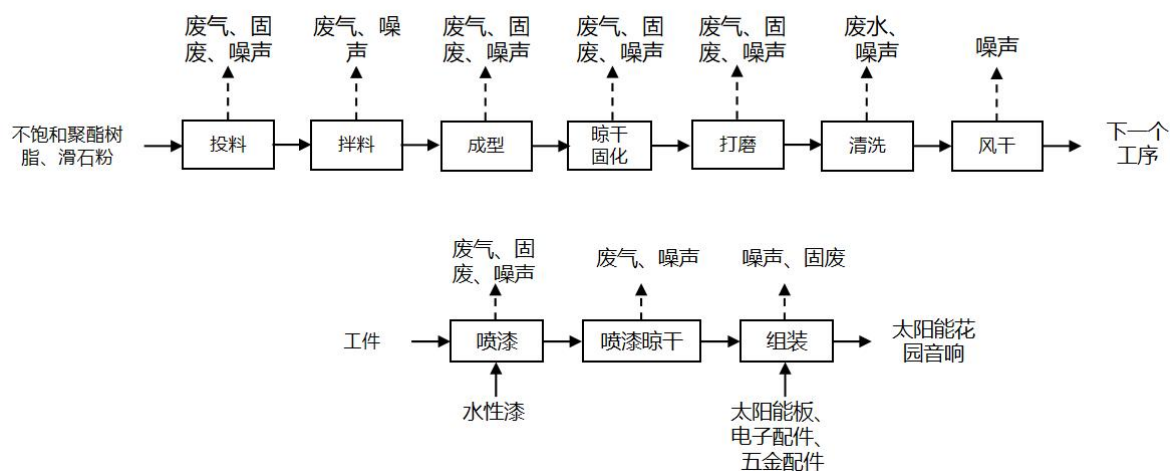 废气、固
废、噪声
废气、噪
声
废气、固
废、噪声
废气、固
废、噪声
废气、固
废、噪声
废水、
噪声
噪声
不饱和聚酯树
脂、滑石粉
投料
拌料
成型
晾干
固化
打磨
清洗
风干
下一个
工序
废气、固
废、噪声
废气、噪声
噪声、固废
工件
喷漆
喷漆晾干
组装
太阳能花
园音响
水性漆
太阳能板、
电子配件、
五金配件